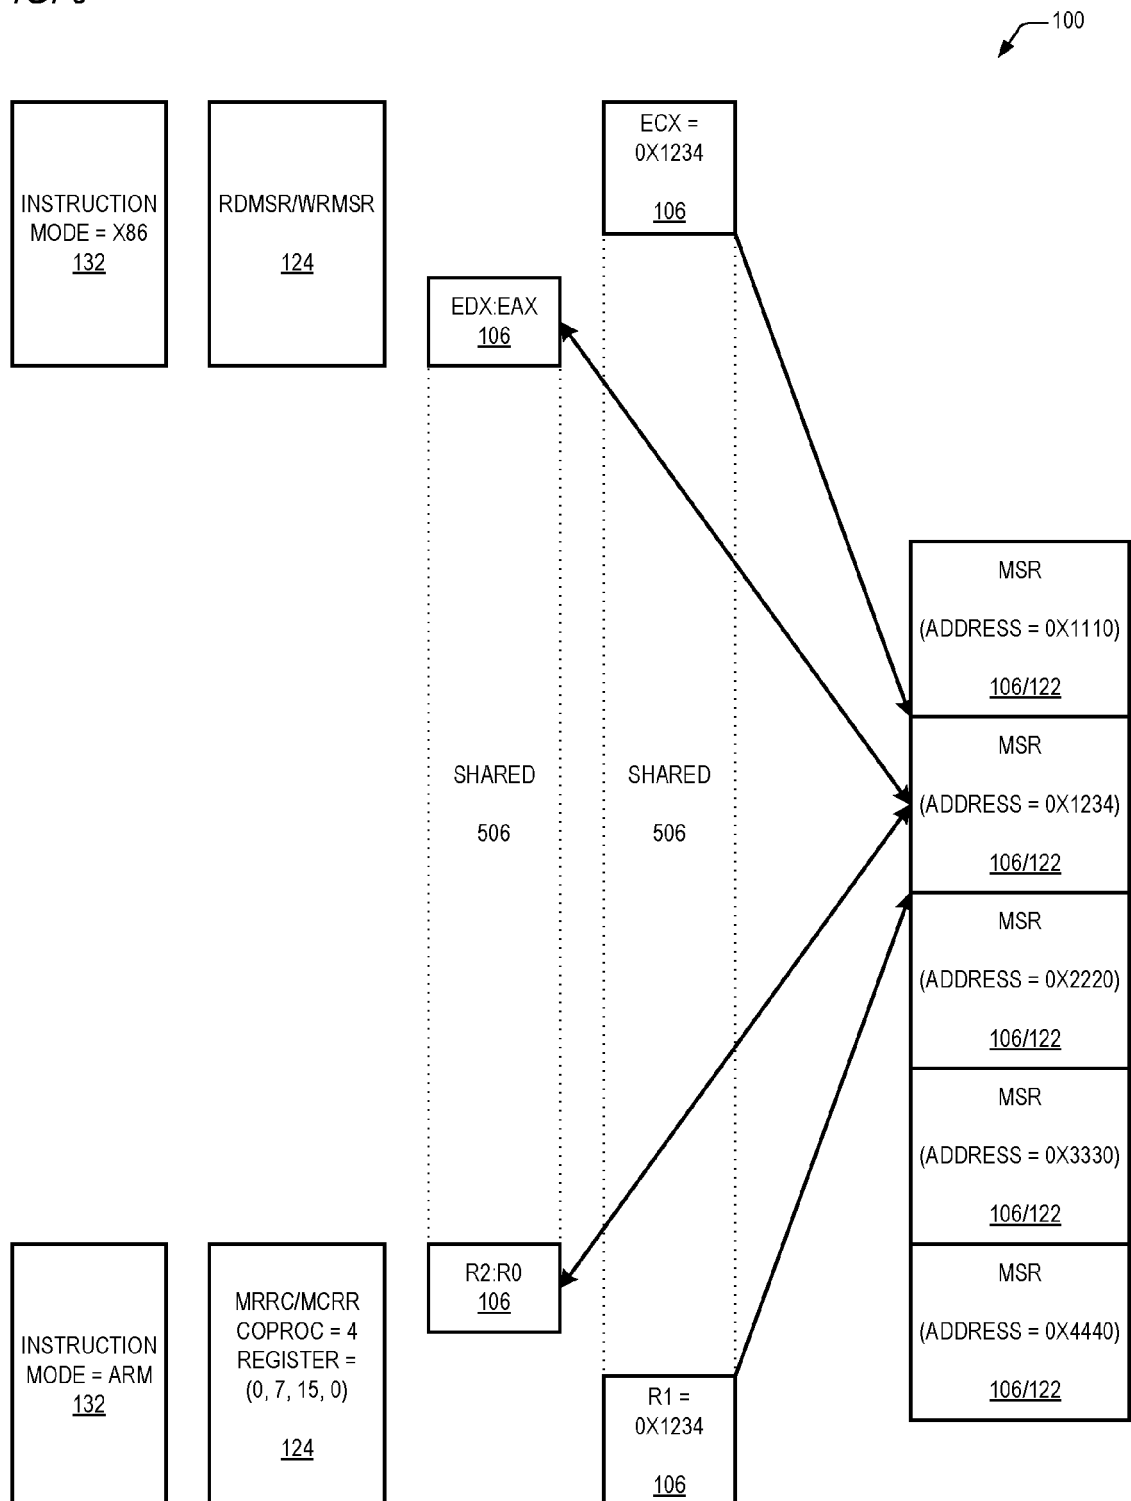 100
INSTRUCTION
MODE = X86
132
RDMSR/WRMSR
124
EDX:EAX
106
ECX =
0X1234
106
SHARED
506
SHARED
506
MSR
(ADDRESS = 0X1110)
106/122
MSR
(ADDRESS = 0X1234)
106/122
MSR
(ADDRESS = 0X2220)
106/122
MSR
(ADDRESS = 0X3330)
106/122
MSR
(ADDRESS = 0X4440)
106/122
INSTRUCTION
MODE = ARM
132
MRRC/MCRR
COPROC = 4
REGISTER =
(0, 7, 15, 0)
124
R2:R0
106
R1 =
0X1234
106